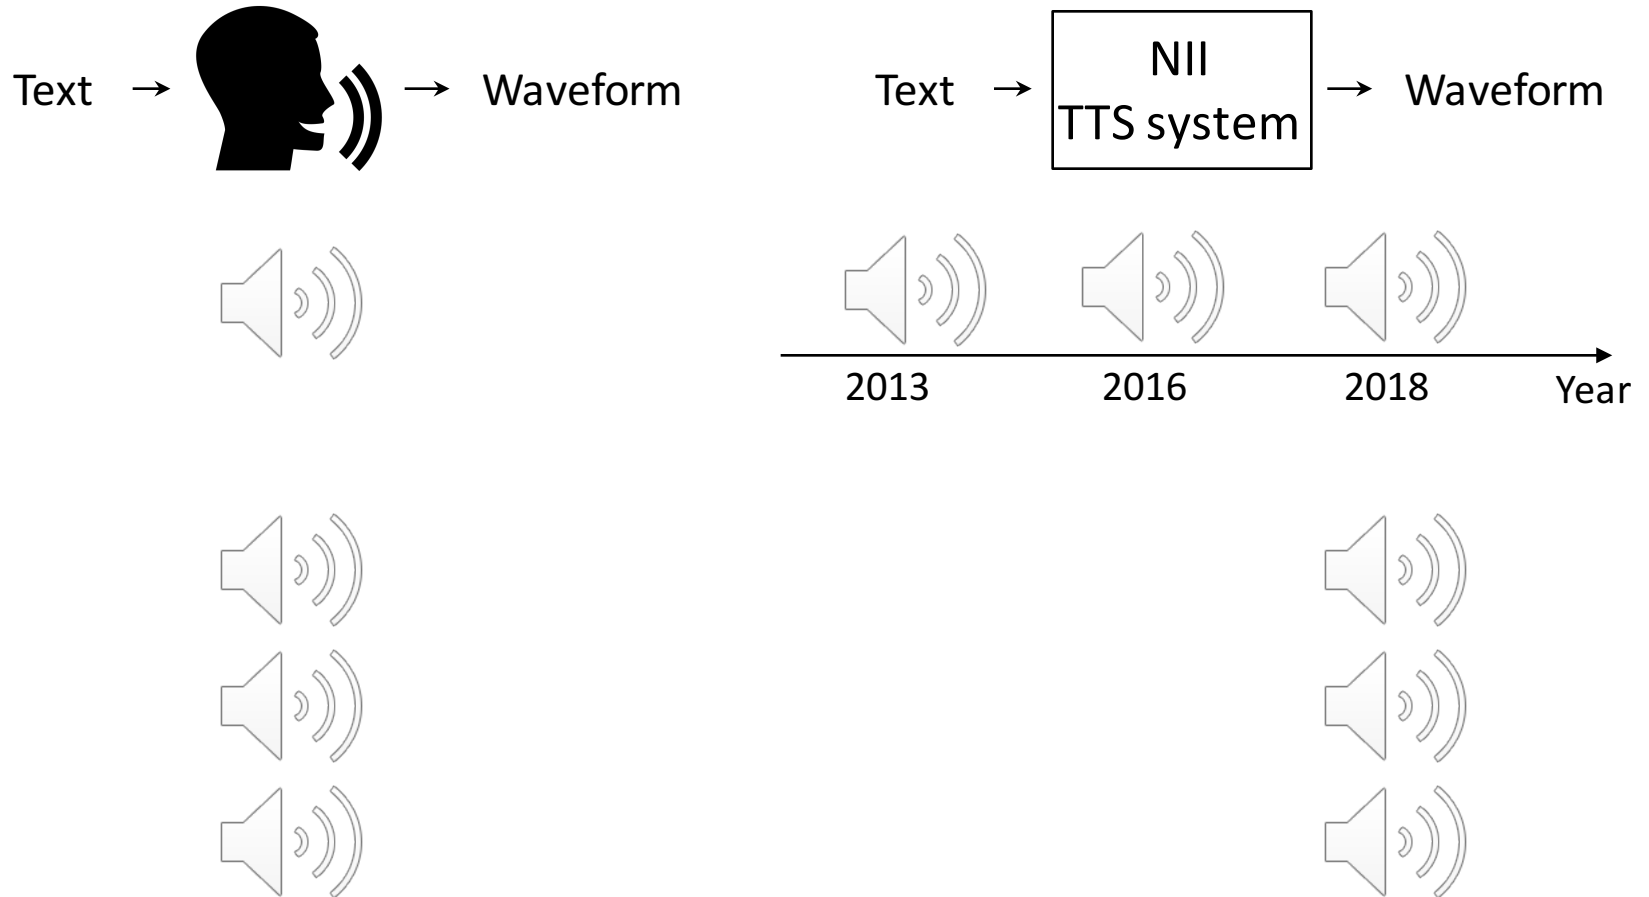 Text → → Waveform
Text → NII
TTS system → Waveform
2013 2016 2018 Year